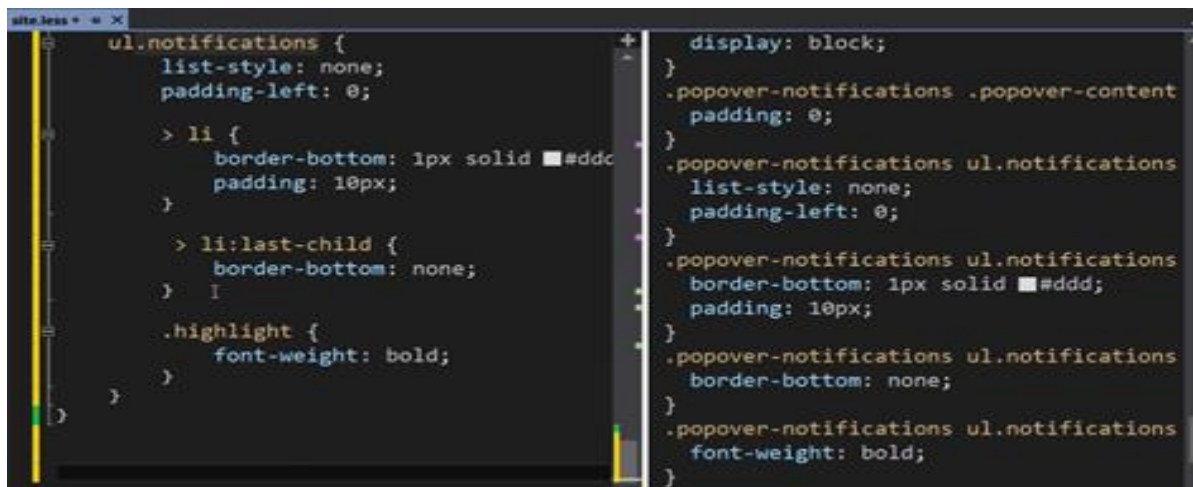 site.less*
ul.notifications {
list-style: none;
padding-left: 0;
> li {
border-bottom: 1px solid #ddd
padding: 10px;
}
> li:last-child {
border-bottom: none;
}
.highlight {
font-weight: bold;
}
}
}
display: block;
}
.popover-notifications .popover-content
padding: 0;
}
.popover-notifications ul.notifications
list-style: none;
padding-left: 0;
}
.popover-notifications ul.notifications
border-bottom: 1px solid #ddd;
padding: 10px;
}
.popover-notifications ul.notifications
border-bottom: none;
}
.popover-notifications ul.notifications
font-weight: bold;
}